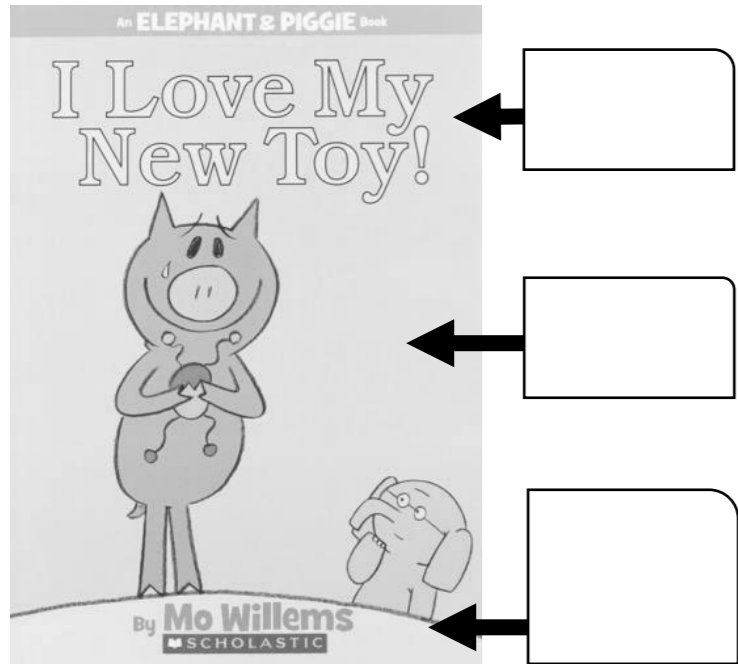 An ELEPHANT & PIGGIE Book
I Love My
New Toy!
By Mo Willems
SCHOLASTIC